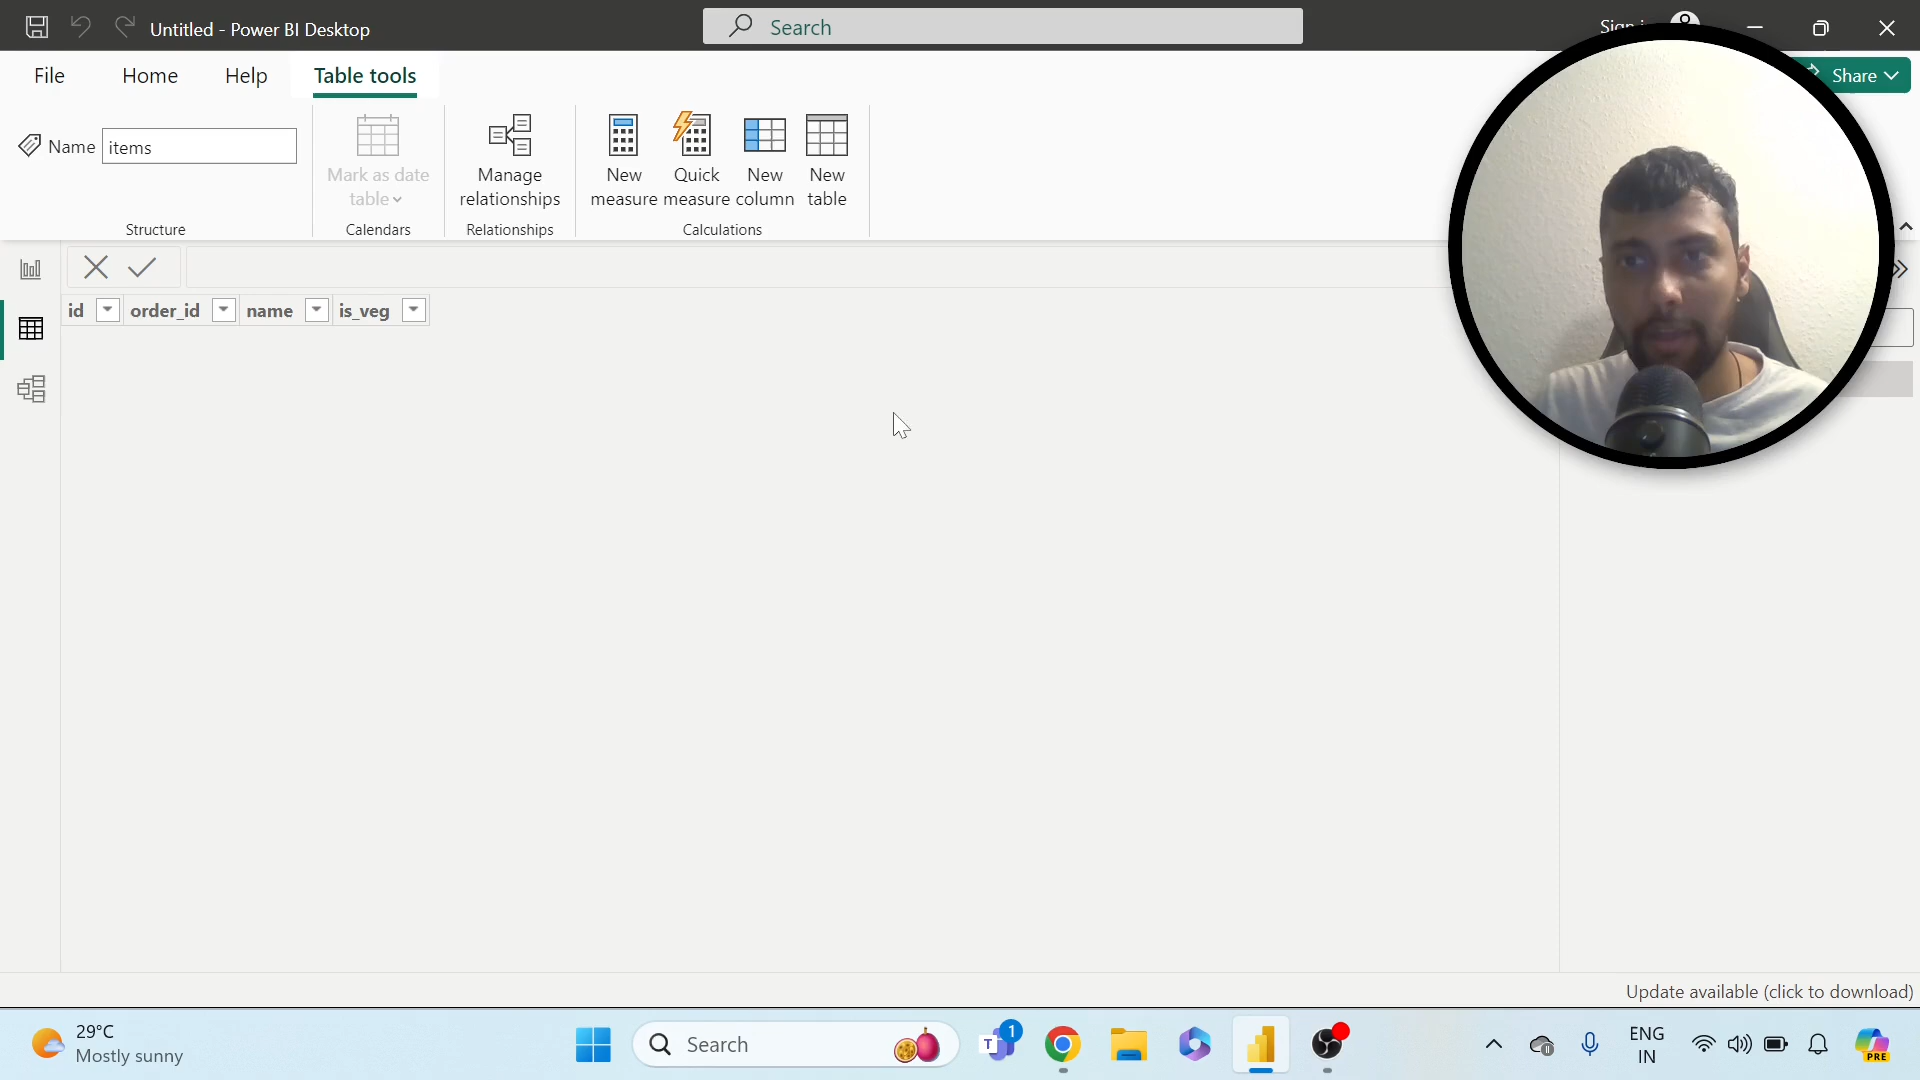 Untitled - Power BI Desktop
Search
File
Home
Help
Table tools
Share
Name
items
Mark as date
table
Manage
relationships
New
measure
Quick
measure
New
column
New
table
Structure
Calendars
Relationships
Calculations
id
order_id
name
is_veg
Update available (click to download)
29°C
Mostly sunny
Search
T
1
ENG
IN
PRE